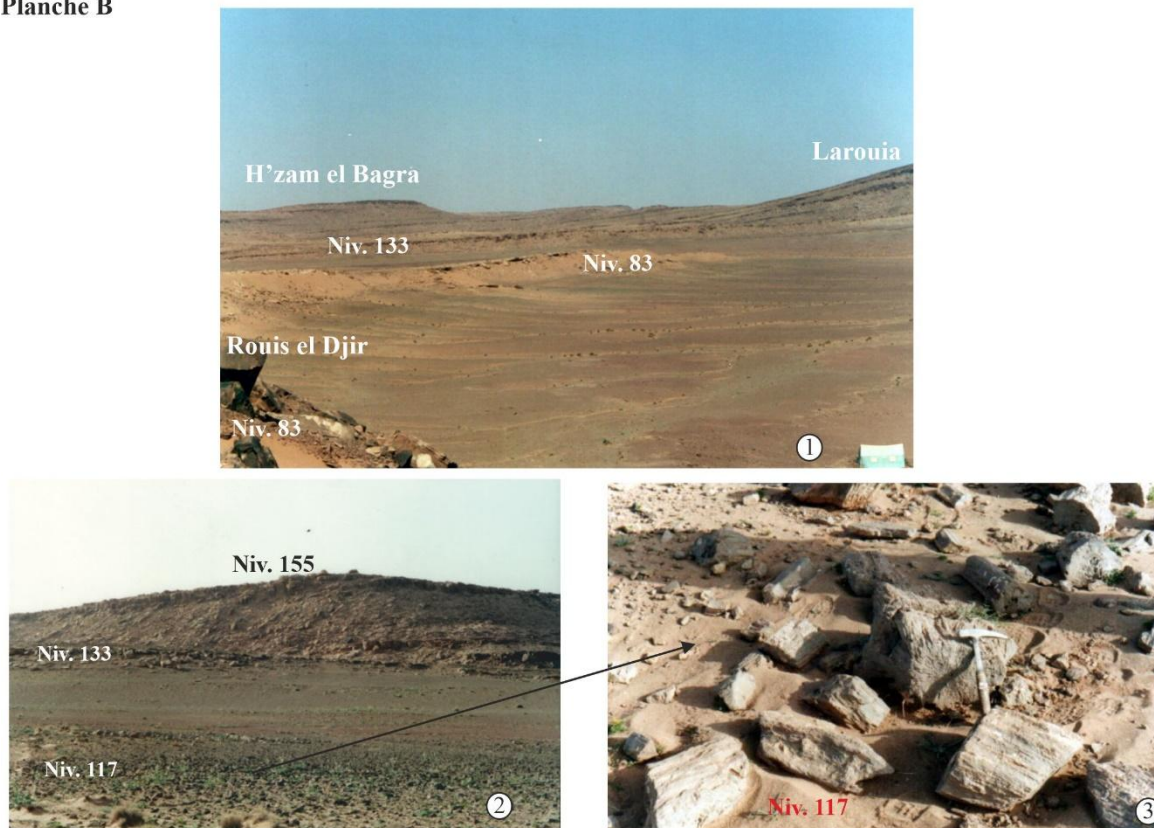 Planche B
Larouia
H'zam el Bagra
Niv. 133
Niv. 83
Rouis el Djir
Niv. 83
1
Niv. 155
Niv. 133
Niv. 117
2
Niv. 117
3